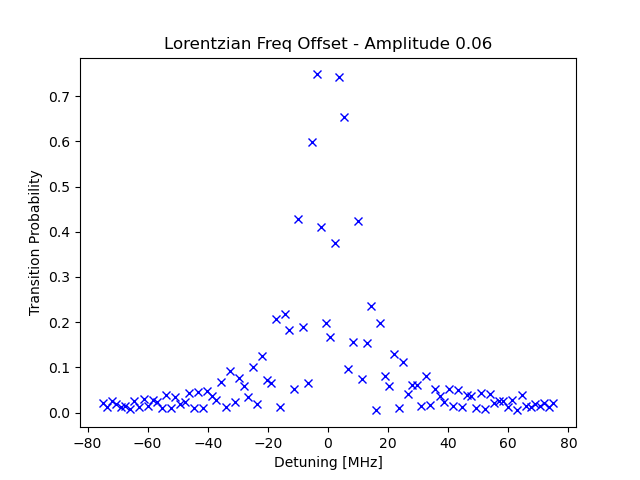 Lorentzian Freq Offset - Amplitude 0.06
Transition Probability
0.7
0.6
0.5
0.4
0.3
0.2
0.1
0.0
−80 −60 −40 −20 0 20 40 60 80
Detuning [MHz]